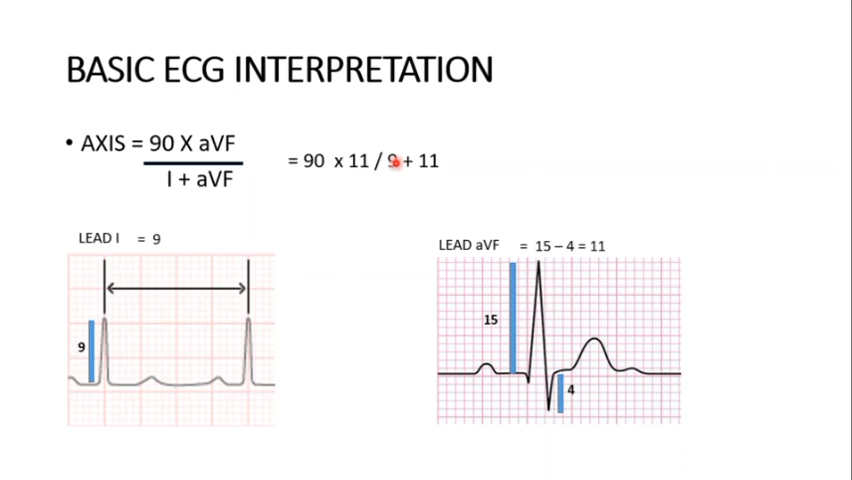 BASIC ECG INTERPRETATION
• AXIS = 90 X aVF
I + aVF
= 90 x 11 / 9 + 11
LEAD I = 9
LEAD aVF = 15 – 4 = 11
9
15
4